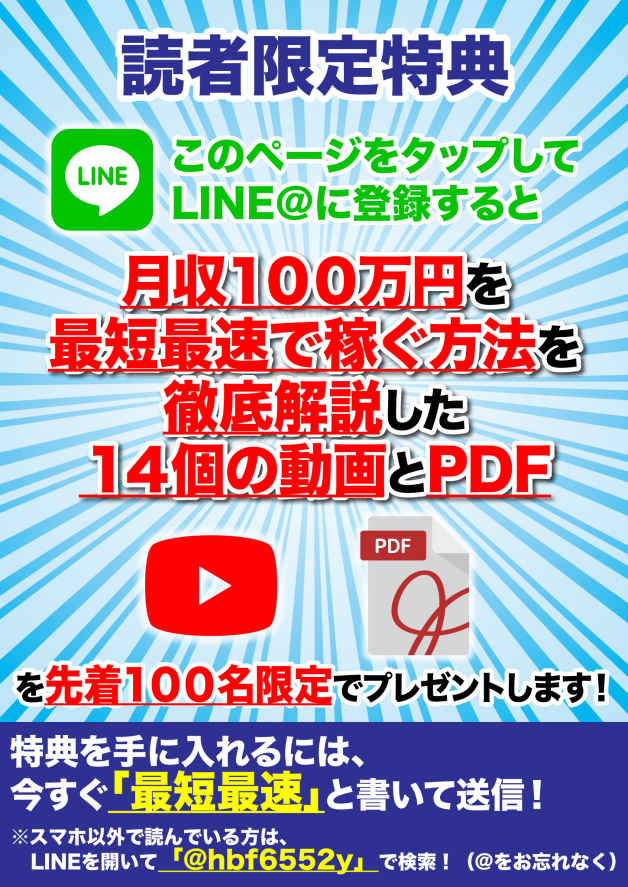 読者限定特典
LINE
このページをタップして
LINE@に登録すると
月収100万円を
最短最速で稼ぐ方法を
徹底解説した
14個の動画とPDF
PDF
を先着100名限定でプレゼントします！
特典を手に入れるには、
今すぐ「最短最速」と書いて送信！
※スマホ以外で読んでいる方は、
LINEを開いて「@hbf6552y」で検索！（@をお忘れなく）